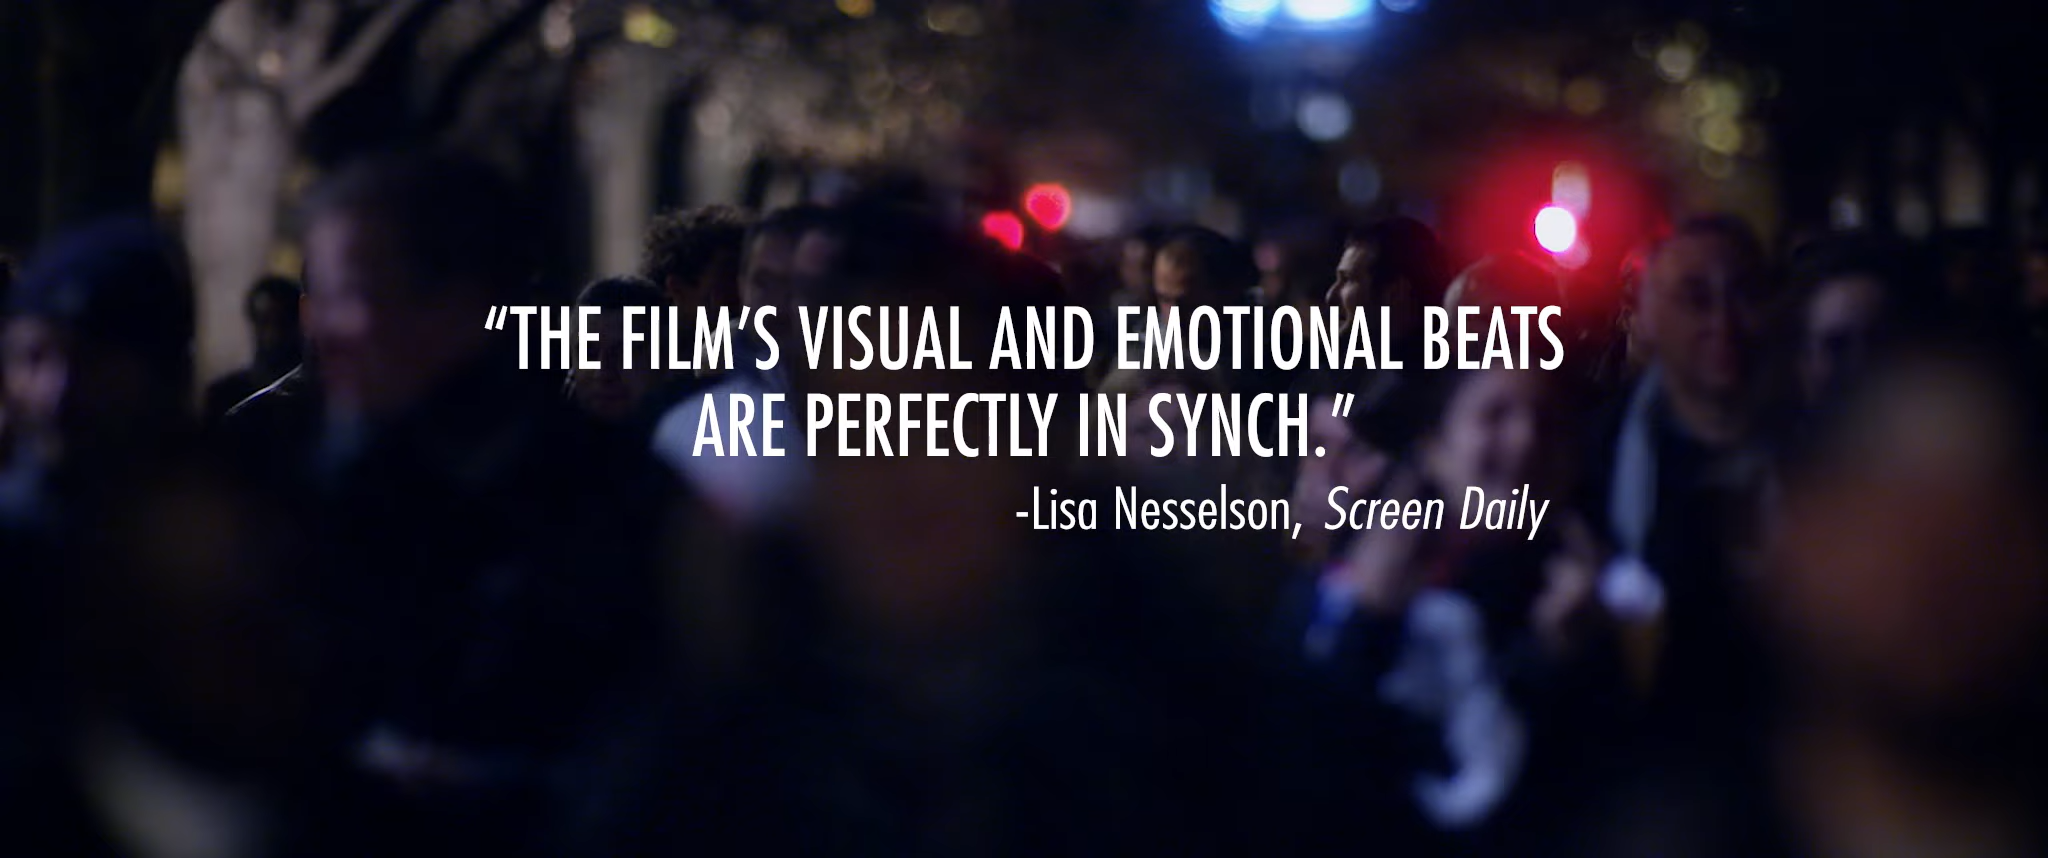 “THE FILM’S VISUAL AND EMOTIONAL BEATS
ARE PERFECTLY IN SYNCH.”
-Lisa Nesselson, Screen Daily